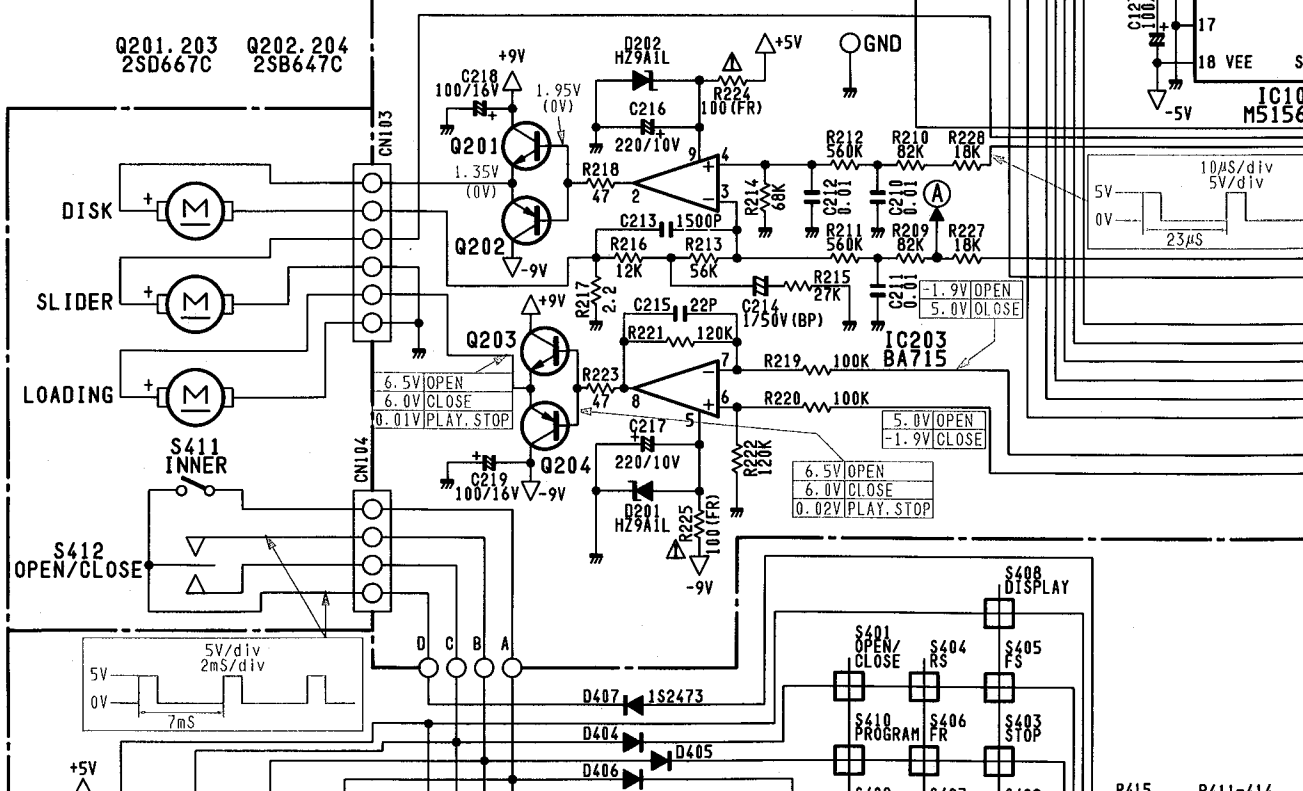 Q201.203
2SD667C
Q202.204
2SB647C
+9V
C218
100/16V
1.95V
(0V)
D202
HZ9A1L
+5V
GND
R224
100(FR)
C216
220/10V
17
18 VEE
-5V
IC10
M5156
CN103
Q201
1.35V
(0V)
R218
47
9
4
3
2
R212
560K
R210
82K
R228
18K
R214
68K
C212
0.01
C210
0.01
A
10μS/div
5V/div
5V
0V
23μS
DISK
+
M
Q202
-9V
C213
1500P
R216
12K
R213
56K
R211
560K
R209
82K
R227
18K
R217
2.2
C214
1/50V(BP)
R215
27K
C211
0.01
-1.9V OPEN
5.0V OLOSE
SLIDER
+
M
+9V
C215
22P
R221
120K
IC203
BA715
Q203
R223
47
7
8
6
5
R219
100K
R220
100K
6.5V OPEN
6.0V CLOSE
0.01V PLAY.STOP
5.0V OPEN
-1.9V CLOSE
LOADING
+
M
C217
220/10V
R222
120K
Q204
C219
100/16V
-9V
D201
HZ9A1L
R225
100(FR)
-9V
6.5V OPEN
6.0V CLOSE
0.02V PLAY.STOP
S411
INNER
CN104
S412
OPEN/CLOSE
A
5V/div
2mS/div
5V
0V
7mS
D C B A
S408
DISPLAY
S401
OPEN/
CLOSE
S404
RS
S405
FS
D407
1S2473
S410
PROGRAM
S406
FR
S403
STOP
D404
D405
D406
+5V
R411-414